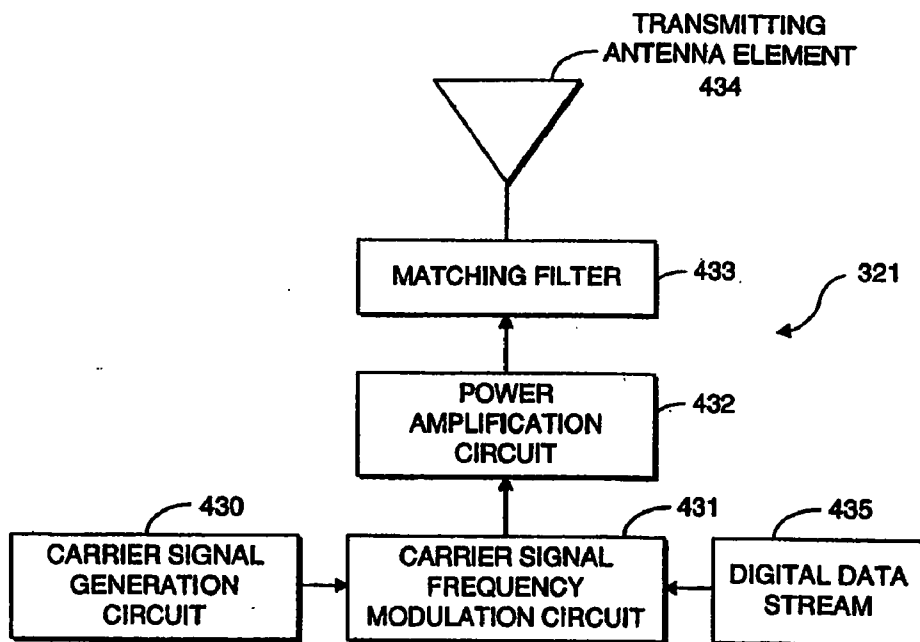 TRANSMITTING
ANTENNA ELEMENT
434
MATCHING FILTER
433
321
POWER
AMPLIFICATION
CIRCUIT
432
430
431
435
CARRIER SIGNAL
GENERATION
CIRCUIT
CARRIER SIGNAL
FREQUENCY
MODULATION CIRCUIT
DIGITAL DATA
STREAM